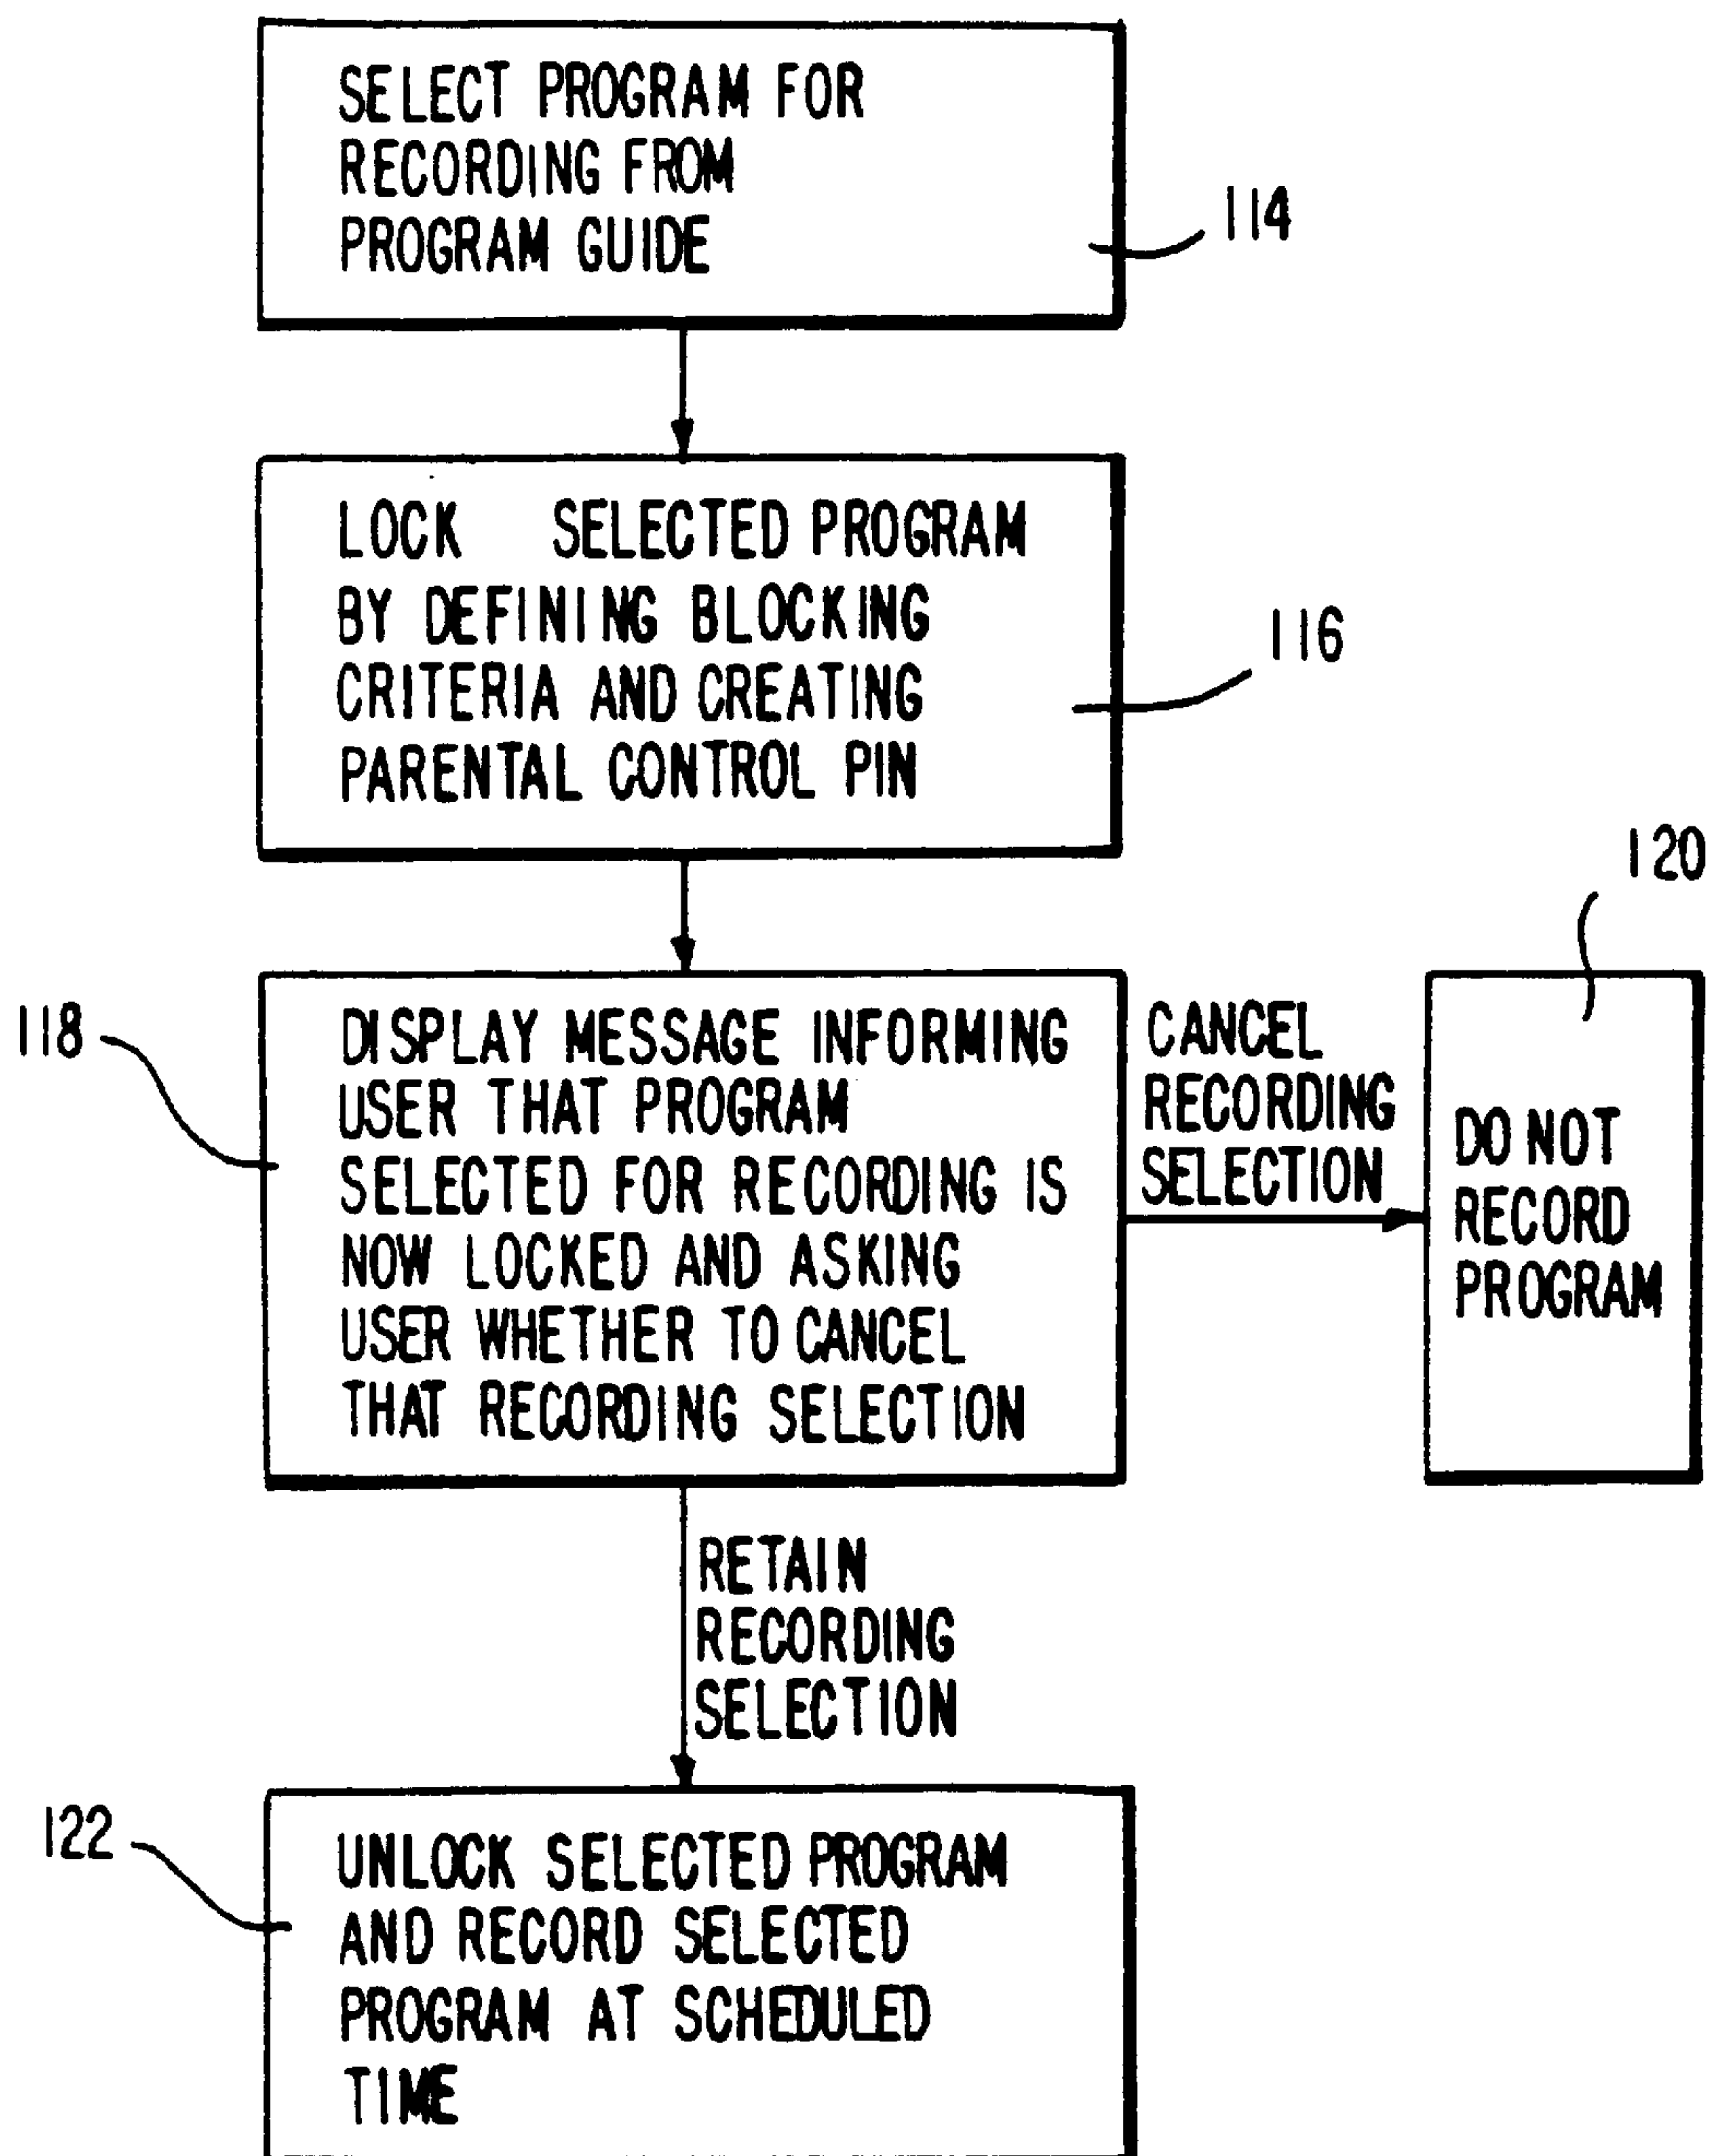 SELECT PROGRAM FOR
RECORDING FROM
PROGRAM GUIDE
114
LOCK SELECTED PROGRAM
BY DEFINING BLOCKING
CRITERIA AND CREATING
PARENTAL CONTROL PIN
116
118
DISPLAY MESSAGE INFORMING
USER THAT PROGRAM
SELECTED FOR RECORDING IS
NOW LOCKED AND ASKING
USER WHETHER TO CANCEL
THAT RECORDING SELECTION
CANCEL
RECORDING
SELECTION
120
DO NOT
RECORD
PROGRAM
RETAIN
RECORDING
SELECTION
122
UNLOCK SELECTED PROGRAM
AND RECORD SELECTED
PROGRAM AT SCHEDULED
TIME